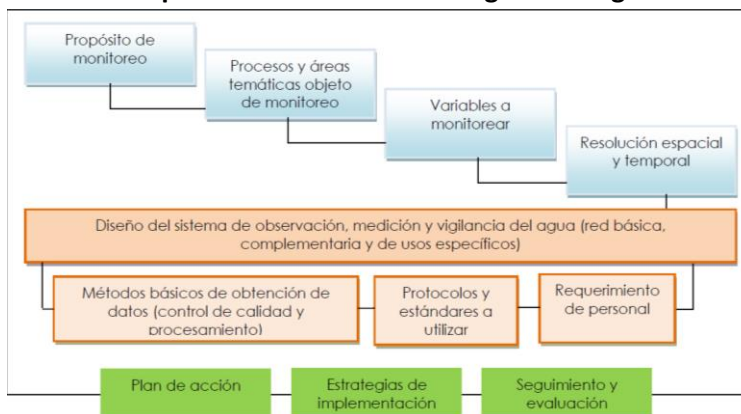 Propósito de
monitoreo
Procesos y áreas
temáticas objeto
de monitoreo
Variables a
monitorear
Resolución espacial
y temporal
Diseño del sistema de observación, medición y vigilancia del agua (red básica,
complementaria y de usos específicos)
Métodos básicos de obtención de
datos (control de calidad y
procesamiento)
Protocolos y
estándares a
utilizar
Requerimiento
de personal
Plan de acción
Estrategias de
implementación
Seguimiento y
evaluación